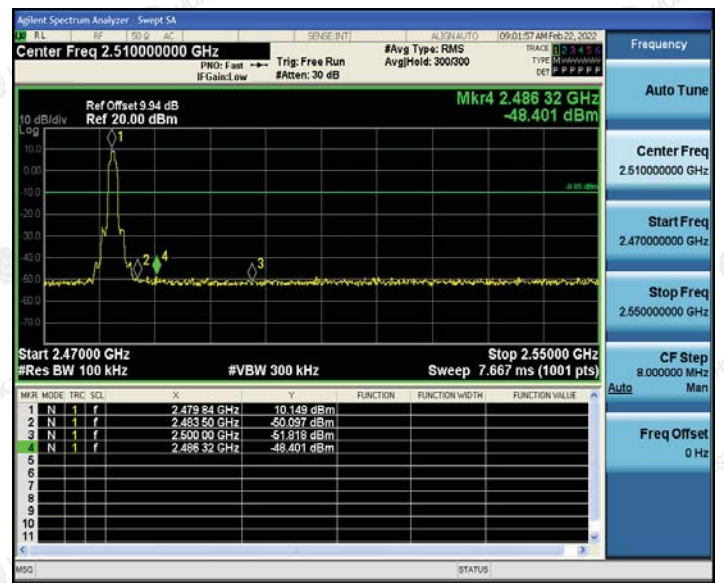 Agilent Spectrum Analyzer - Swept SA
RL RF 50 Ω AC SENSE:INT ALIGNAUTO 09:01:57 AM Feb 22, 2022
Center Freq 2.510000000 GHz
PNO: Fast
IFGain:Low
Trig: Free Run
#Atten: 30 dB
#Avg Type: RMS
Avg|Hold: 300/300
TRACE 1 2 3 4 5 6
TYPE M
DET P P P P P P
Frequency
Ref Offset 9.94 dB
Ref 20.00 dBm
10 dB/div
Log
Mkr4 2.486 32 GHz
-48.401 dBm
10.0
0.00
-10.0
-20.0
-30.0
-40.0
-50.0
-60.0
-70.0
1
2
4
3
-9.85 dBm
Start 2.47000 GHz
Stop 2.55000 GHz
#Res BW 100 kHz
#VBW 300 kHz
Sweep 7.667 ms (1001 pts)
MKR MODE TRC SCL X Y FUNCTION FUNCTION WIDTH FUNCTION VALUE
1 N 1 f 2.479 84 GHz 10.149 dBm
2 N 1 f 2.483 50 GHz -50.097 dBm
3 N 1 f 2.500 00 GHz -51.818 dBm
4 N 1 f 2.486 32 GHz -48.401 dBm
5
6
7
8
9
10
11
MSG
STATUS
Auto Tune
Center Freq
2.510000000 GHz
Start Freq
2.470000000 GHz
Stop Freq
2.550000000 GHz
CF Step
8.000000 MHz
Auto Man
Freq Offset
0 Hz